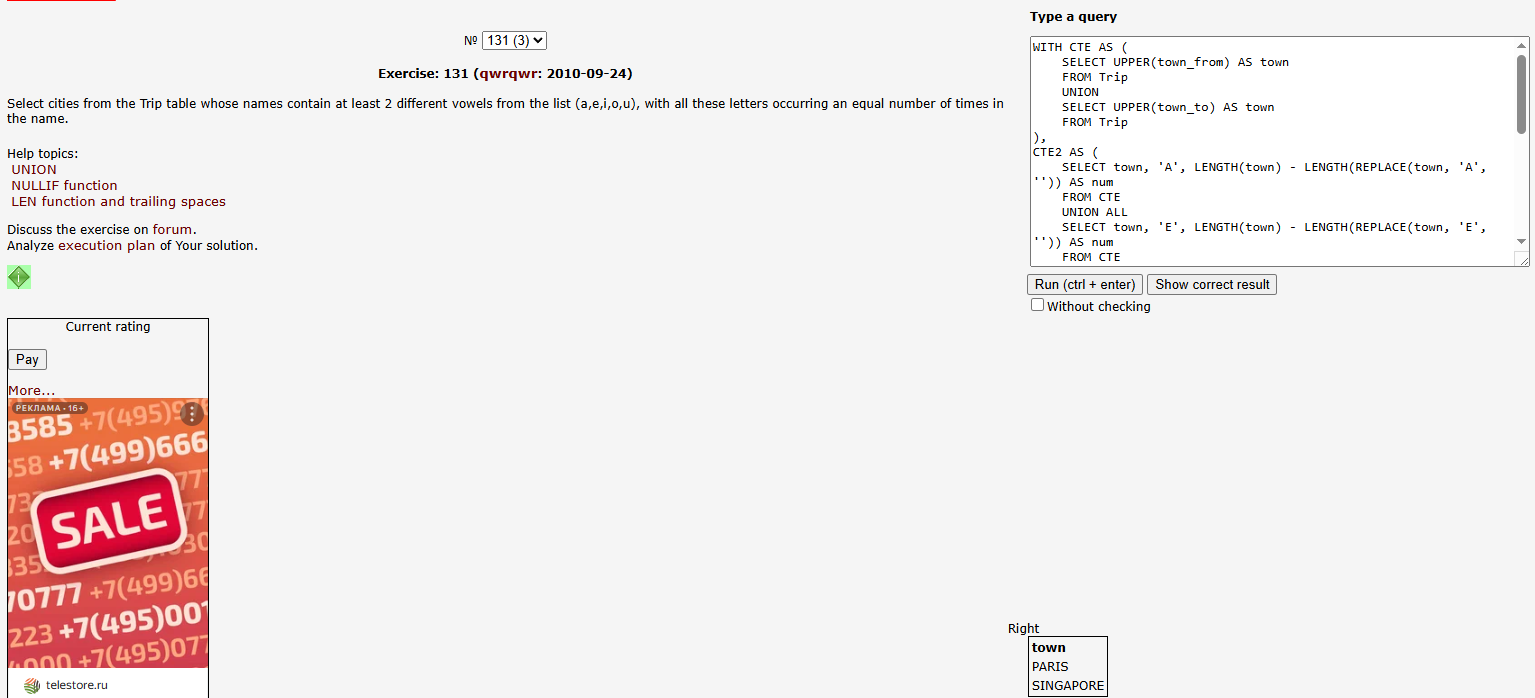 № 131 (3)
Exercise: 131 (qwrqwr: 2010-09-24)
Select cities from the Trip table whose names contain at least 2 different vowels from the list (a,e,i,o,u), with all these letters occurring an equal number of times in
the name.
Help topics:
UNION
NULLIF function
LEN function and trailing spaces
Discuss the exercise on forum.
Analyze execution plan of Your solution.
Current rating
Pay
More...
РЕКЛАМА • 16+
8585 +7(495)9
558 +7(499)666
SALE
70777 +7(499)66
223 +7(495)001
4000 +7(495)077
telestore.ru
Type a query
WITH CTE AS (
SELECT UPPER(town_from) AS town
FROM Trip
UNION
SELECT UPPER(town_to) AS town
FROM Trip
),
CTE2 AS (
SELECT town, 'A', LENGTH(town) - LENGTH(REPLACE(town, 'A',
'')) AS num
FROM CTE
UNION ALL
SELECT town, 'E', LENGTH(town) - LENGTH(REPLACE(town, 'E',
'')) AS num
FROM CTE
Run (ctrl + enter) Show correct result
Without checking
Right
town
PARIS
SINGAPORE